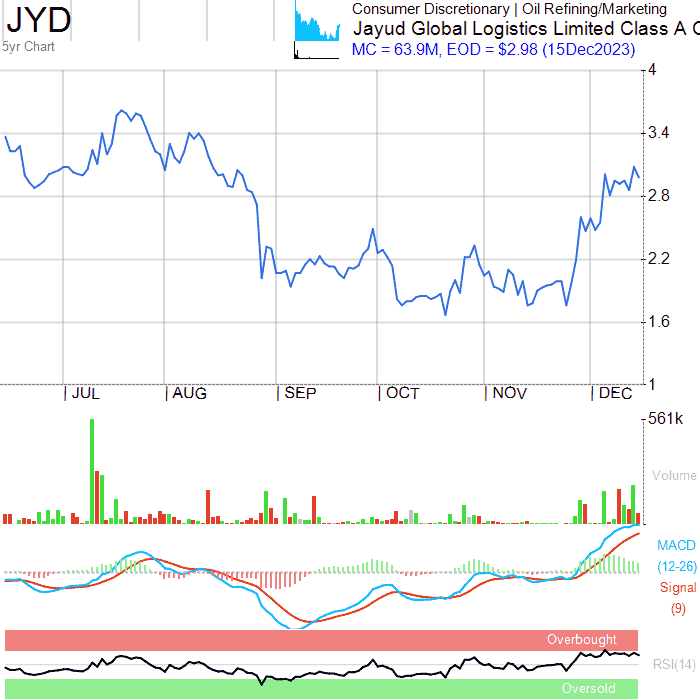 JYD
5yr Chart
Consumer Discretionary | Oil Refining/Marketing
Jayud Global Logistics Limited Class A
MC = 63.9M, EOD = $2.98 (15Dec2023)
4
3.4
2.8
2.2
1.6
1
JUL AUG SEP OCT NOV DEC
561k
Volume
MACD
(12-26)
Signal
(9)
Overbought
RSI(14)
Oversold